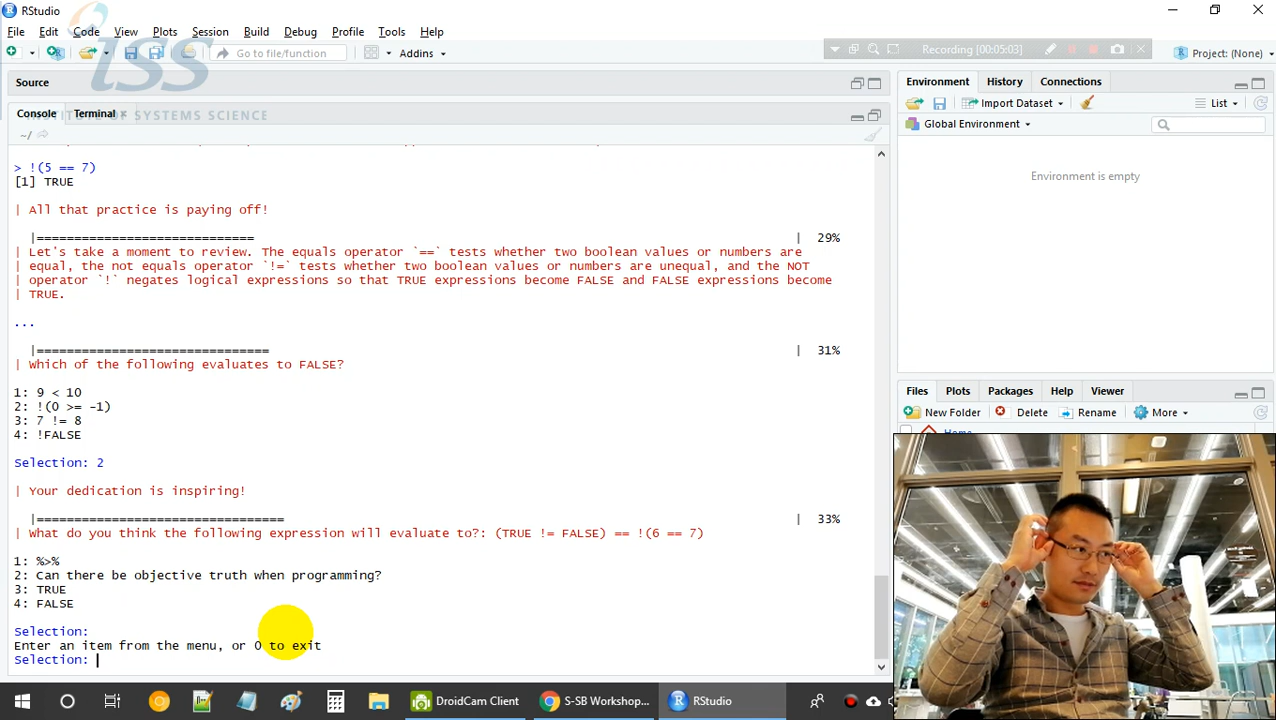 RStudio
File Edit Code View Plots Session Build Debug Profile Tools Help
Go to file/function Addins
Recording [00:05:03]
Project: (None)
iss
INSTITUTE OF SYSTEMS SCIENCE
Source
Console Terminal
~/
> !(5 == 7)
[1] TRUE
| All that practice is paying off!
|============================= | 29%
| Let's take a moment to review. The equals operator `==` tests whether two boolean values or numbers are
| equal, the not equals operator `!=` tests whether two boolean values or numbers are unequal, and the NOT
| operator `!` negates logical expressions so that TRUE expressions become FALSE and FALSE expressions become
| TRUE.
...
|=============================== | 31%
| Which of the following evaluates to FALSE?
1: 9 < 10
2: !(0 >= -1)
3: 7 != 8
4: !FALSE
Selection: 2
| Your dedication is inspiring!
|================================= | 33%
| What do you think the following expression will evaluate to?: (TRUE != FALSE) == !(6 == 7)
1: %>%
2: Can there be objective truth when programming?
3: TRUE
4: FALSE
Selection:
Enter an item from the menu, or 0 to exit
Selection:
Environment History Connections
Import Dataset List
Global Environment
Environment is empty
Files Plots Packages Help Viewer
New Folder Delete Rename More
Home
DroidCam Client S-SB Workshop... RStudio